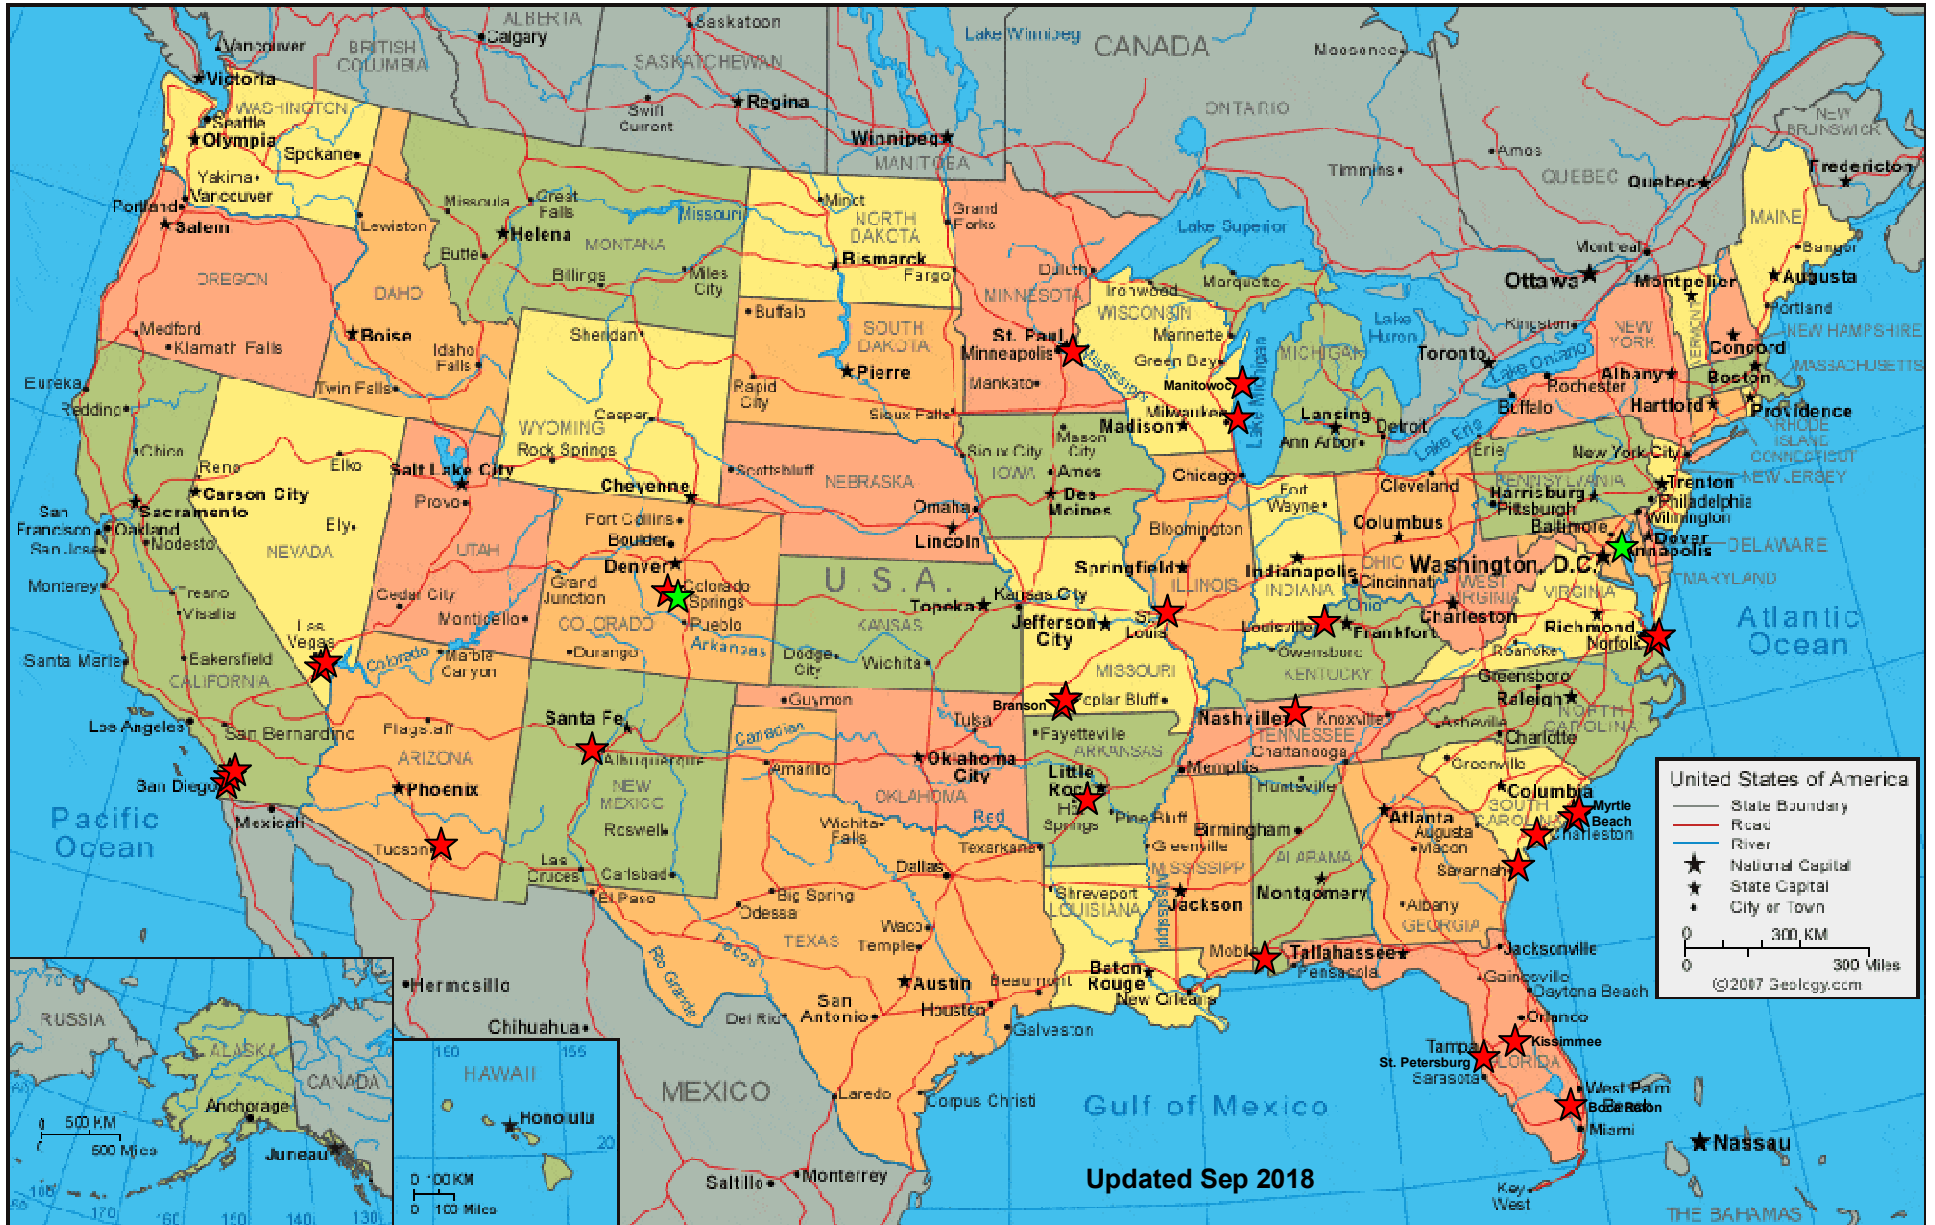 ALBERTA
Saskatoon
Calgary
Vancouver
BRITISH
COLUMBIA
SASKATCHEWAN
Lake Winnipeg
CANADA
Moosonee
Victoria
WASHINGTON
Seattle
Olympia
Spokane
Yakima
Vancouver
Swift
Current
Regina
Winnipeg
MANITOBA
ONTARIO
Amos
Timmins
QUEBEC
Quebec
NEW
BRUNSWICK
Fredericton
Portland
Salem
Lewiston
Missoula
Great
Falls
Missouri
Helena
MONTANA
Butte
Billings
Miles
City
Minot
NORTH
DAKOTA
Bismarck
Fargo
Grand
Forks
Duluth
MINNESOTA
Lake Superior
Marquette
Ironwood
WISCONSIN
Montreal
Ottawa
MAINE
Bangor
Augusta
Montpelier
Portland
OREGON
Medford
Klamath Falls
Boise
Idaho
Falls
Twin Falls
Sheridan
Buffalo
SOUTH
DAKOTA
Pierre
Rapid
City
Sioux Falls
St. Paul
Minneapolis
Mankato
Mississippi
Marinette
Green Bay
Manitowoc
Milwaukee
Madison
Lake Michigan
MICHIGAN
Lake
Huron
Lansing
Ann Arbor
Detroit
Toronto
Kingston
Lake Ontario
Rochester
Buffalo
Lake Erie
Erie
NEW
YORK
VERMONT
Albany
Concord
Boston
Hartford
Providence
NEW HAMPSHIRE
MASSACHUSETTS
RHODE
ISLAND
CONNECTICUT
NEW JERSEY
Eureka
Redding
Chico
Reno
Carson City
Sacramento
San
Francisco
Oakland
San Jose
Modesto
Monterey
Fresno
Visalia
Elko
Ely
NEVADA
Las
Vegas
Salt Lake City
Provo
UTAH
Cedar City
Monticello
WYOMING
Casper
Rock Springs
Cheyenne
Scottsbluff
NEBRASKA
Omaha
Lincoln
Sioux City
Mason
City
IOWA
Ames
Des
Moines
Chicago
Bloomington
Springfield
ILLINOIS
Fort
Wayne
Indianapolis
INDIANA
Cleveland
Columbus
OHIO
Cincinnati
PENNSYLVANIA
Harrisburg
Pittsburgh
New York City
Trenton
Philadelphia
Wilmington
Baltimore
Dover
Annapolis
DELAWARE
MARYLAND
Washington, D.C.
WEST
VIRGINIA
Charleston
VIRGINIA
Richmond
Norfolk
Roanoke
Fort Collins
Boulder
Denver
Grand
Junction
Colorado
Springs
COLORADO
Pueblo
Durango
Arkansas
U.S.A.
Topeka
Kansas City
KANSAS
Dodge
City
Wichita
Jefferson
City
MISSOURI
Branson
Poplar Bluff
Louisville
Ohio
Frankfort
Owensboro
KENTUCKY
Santa Maria
Bakersfield
CALIFORNIA
Los Angeles
San Bernardino
San Diego
Mexicali
Colorado
Marble
Canyon
Flagstaff
ARIZONA
Phoenix
Tucson
Santa Fe
Albuquerque
NEW
MEXICO
Roswell
Las
Cruces
Carlsbad
El Paso
Guymon
Canadian
Amarillo
Tulsa
Oklahoma
City
OKLAHOMA
Red
Wichita
Falls
Fayetteville
ARKANSAS
Little
Rock
Hot
Springs
Pine Bluff
Texarkana
Greenville
Nashville
Knoxville
TENNESSEE
Chattanooga
Memphis
Huntsville
Birmingham
ALABAMA
Montgomery
Mobile
MISSISSIPPI
Mississippi
Jackson
Greensboro
Raleigh
NORTH
CAROLINA
Asheville
Charlotte
Greenville
Columbia
SOUTH
CAROLINA
Myrtle
Beach
Charleston
Atlanta
Augusta
Macon
Savannah
Albany
GEORGIA
Dallas
Big Spring
Odessa
TEXAS
Waco
Temple
Pecos
Rio Grande
Austin
San
Antonio
Del Rio
Houston
Beaumont
Galveston
Laredo
Corpus Christi
Shreveport
LOUISIANA
Baton
Rouge
New Orleans
Tallahassee
Pensacola
Jacksonville
Gainesville
Daytona Beach
Orlando
Kissimmee
Tampa
St. Petersburg
FLORIDA
Sarasota
West Palm
Boca Raton
Miami
Key
West
Nassau
THE BAHAMAS
Pacific
Ocean
Atlantic
Ocean
Gulf of Mexico
MEXICO
Hermosillo
Chihuahua
Saltillo
Monterrey
United States of America
State Boundary
Road
River
National Capital
State Capital
City or Town
0 300 KM
0 300 Miles
©2007 Geology.com
RUSSIA
70
ALASKA
CANADA
Anchorage
Juneau
0 500 KM
0 500 Miles
170
160
150
140
130
160
155
HAWAII
Honolulu
20
0 100 KM
0 100 Miles
Updated Sep 2018